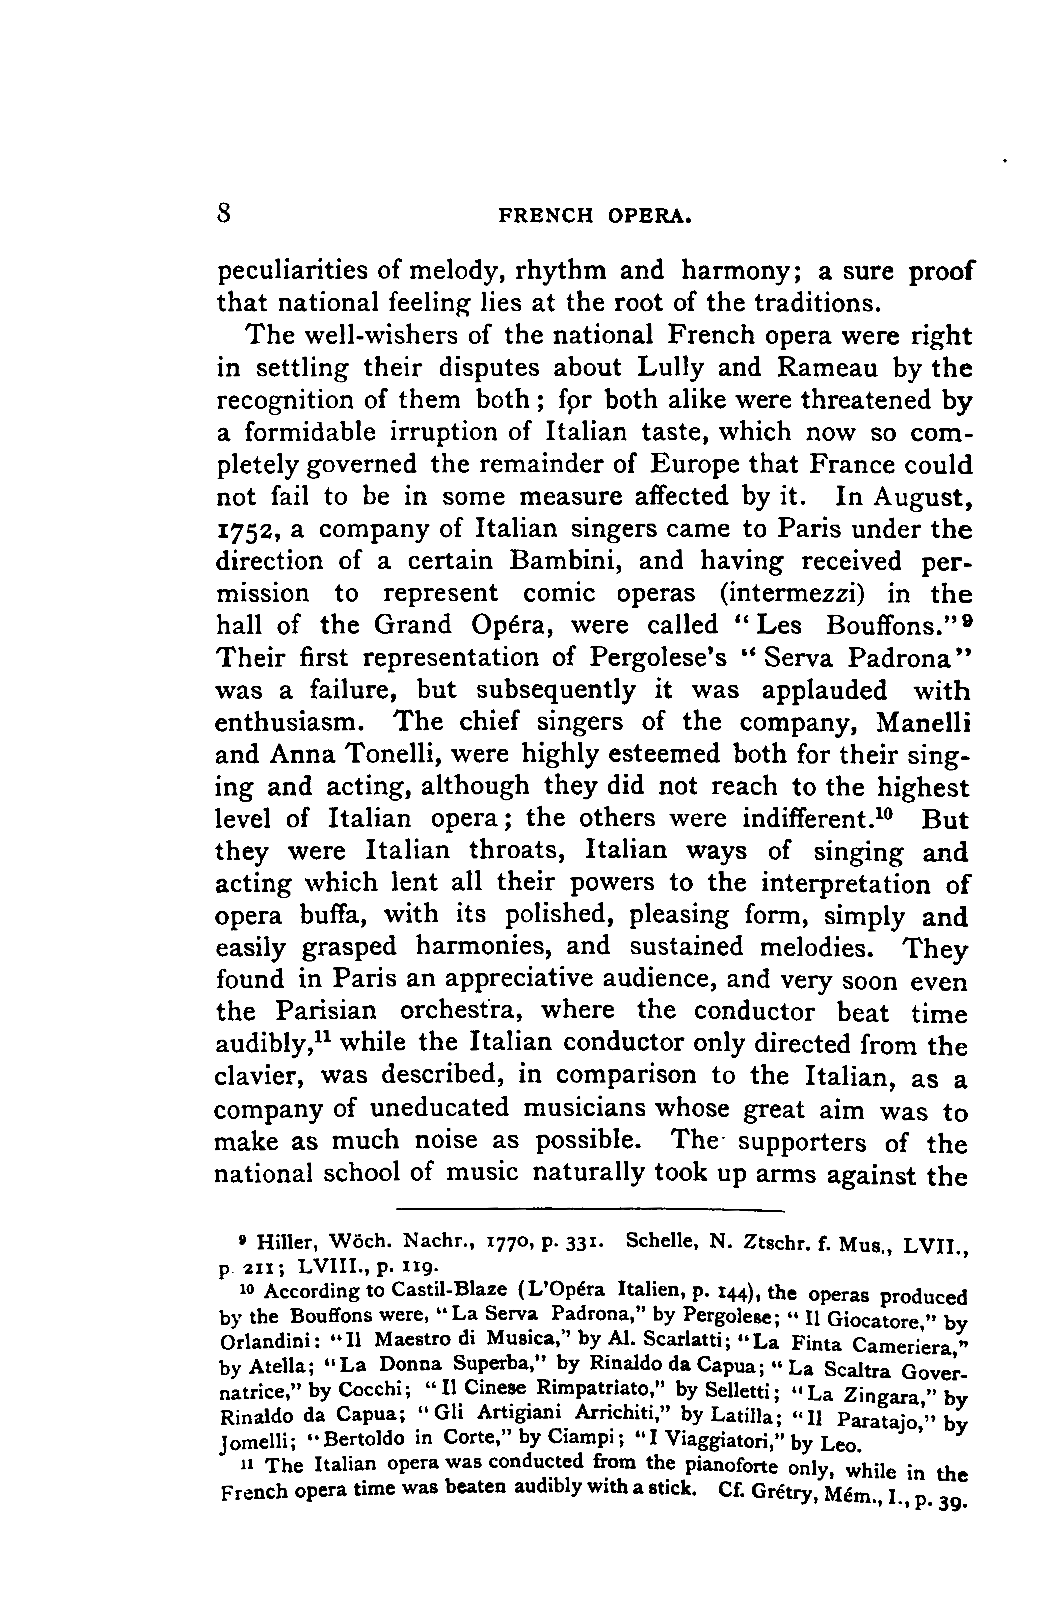 8 FRENCH OPERA.
peculiarities of melody, rhythm and harmony; a sure proof
that national feeling lies at the root of the traditions.
The well-wishers of the national French opera were right
in settling their disputes about Lully and Rameau by the
recognition of them both; for both alike were threatened by
a formidable irruption of Italian taste, which now so com-
pletely governed the remainder of Europe that France could
not fail to be in some measure affected by it. In August,
1752, a company of Italian singers came to Paris under the
direction of a certain Bambini, and having received per-
mission to represent comic operas (intermezzi) in the
hall of the Grand Opéra, were called “Les Bouffons.”⁹
Their first representation of Pergolese's “Serva Padrona”
was a failure, but subsequently it was applauded with
enthusiasm. The chief singers of the company, Manelli
and Anna Tonelli, were highly esteemed both for their sing-
ing and acting, although they did not reach to the highest
level of Italian opera; the others were indifferent.¹⁰ But
they were Italian throats, Italian ways of singing and
acting which lent all their powers to the interpretation of
opera buffa, with its polished, pleasing form, simply and
easily grasped harmonies, and sustained melodies. They
found in Paris an appreciative audience, and very soon even
the Parisian orchestra, where the conductor beat time
audibly,¹¹ while the Italian conductor only directed from the
clavier, was described, in comparison to the Italian, as a
company of uneducated musicians whose great aim was to
make as much noise as possible. The supporters of the
national school of music naturally took up arms against the
⁹ Hiller, Wöch. Nachr., 1770, p. 331. Schelle, N. Ztschr. f. Mus., LVII.,
p. 211; LVIII., p. 119.
¹⁰ According to Castil-Blaze (L'Opéra Italien, p. 144), the operas produced
by the Bouffons were, “La Serva Padrona,” by Pergolese; “Il Giocatore,” by
Orlandini: “Il Maestro di Musica,” by Al. Scarlatti; “La Finta Cameriera,”
by Atella; “La Donna Superba,” by Rinaldo da Capua; “La Scaltra Gover-
natrice,” by Cocchi; “Il Cinese Rimpatriato,” by Selletti; “La Zingara,” by
Rinaldo da Capua; “Gli Artigiani Arrichiti,” by Latilla; “Il Paratajo,” by
Jomelli; “Bertoldo in Corte,” by Ciampi; “I Viaggiatori,” by Leo.
¹¹ The Italian opera was conducted from the pianoforte only, while in the
French opera time was beaten audibly with a stick. Cf. Grétry, Mém., I., p. 39.